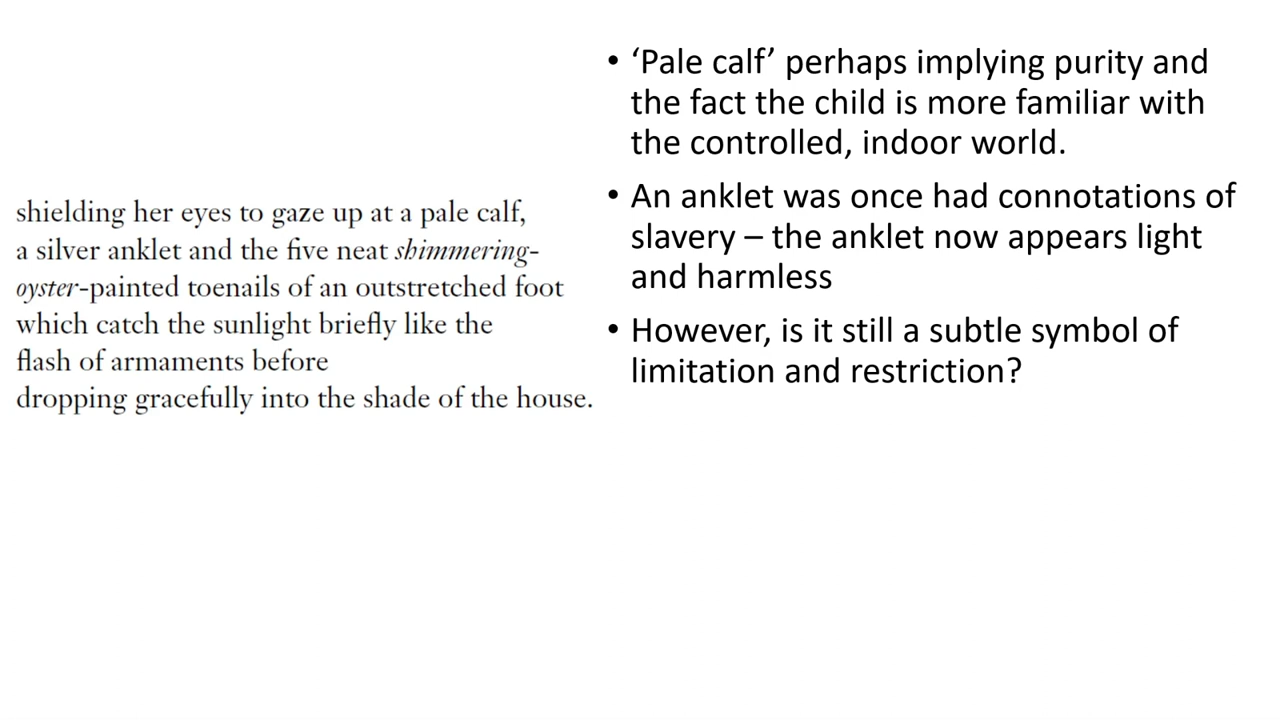 shielding her eyes to gaze up at a pale calf,
a silver anklet and the five neat shimmering-
oyster-painted toenails of an outstretched foot
which catch the sunlight briefly like the
flash of armaments before
dropping gracefully into the shade of the house.
• ‘Pale calf’ perhaps implying purity and
the fact the child is more familiar with
the controlled, indoor world.
• An anklet was once had connotations of
slavery – the anklet now appears light
and harmless
• However, is it still a subtle symbol of
limitation and restriction?